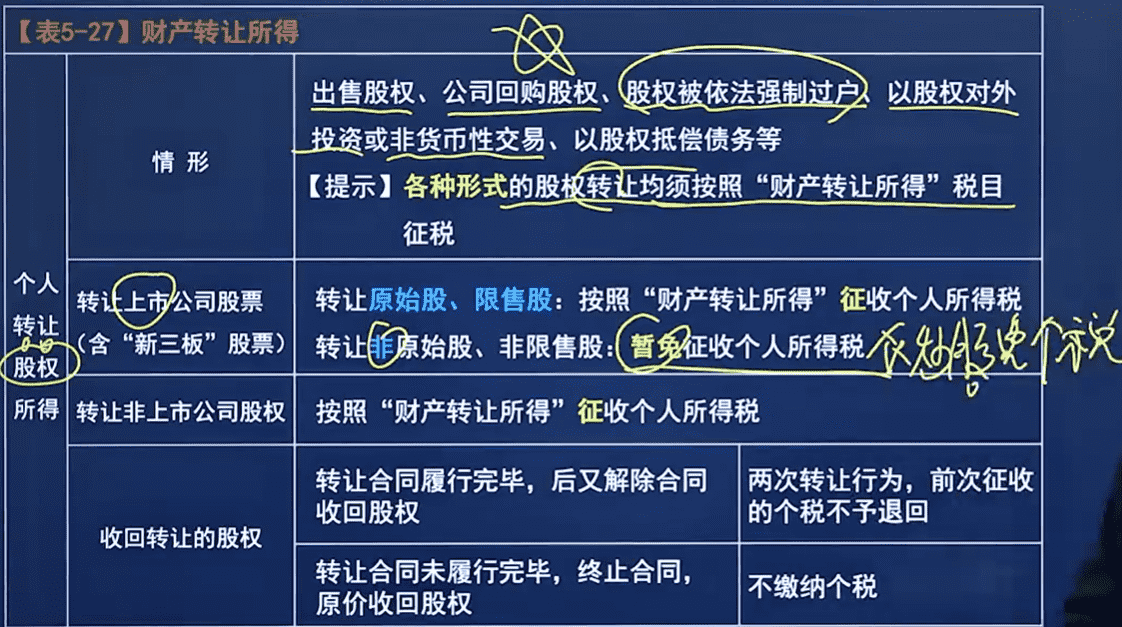 【表5-27】财产转让所得
个人
转让
股权
所得
情 形
出售股权、公司回购股权、股权被依法强制过户、以股权对外
投资或非货币性交易、以股权抵偿债务等
【提示】各种形式的股权转让均须按照“财产转让所得”税目
征税
转让上市公司股票
（含“新三板”股票）
转让原始股、限售股：按照“财产转让所得”征收个人所得税
转让非原始股、非限售股：暂免征收个人所得税
免个税
转让非上市公司股权
按照“财产转让所得”征收个人所得税
收回转让的股权
转让合同履行完毕，后又解除合同
收回股权
两次转让行为，前次征收
的个税不予退回
转让合同未履行完毕，终止合同，
原价收回股权
不缴纳个税